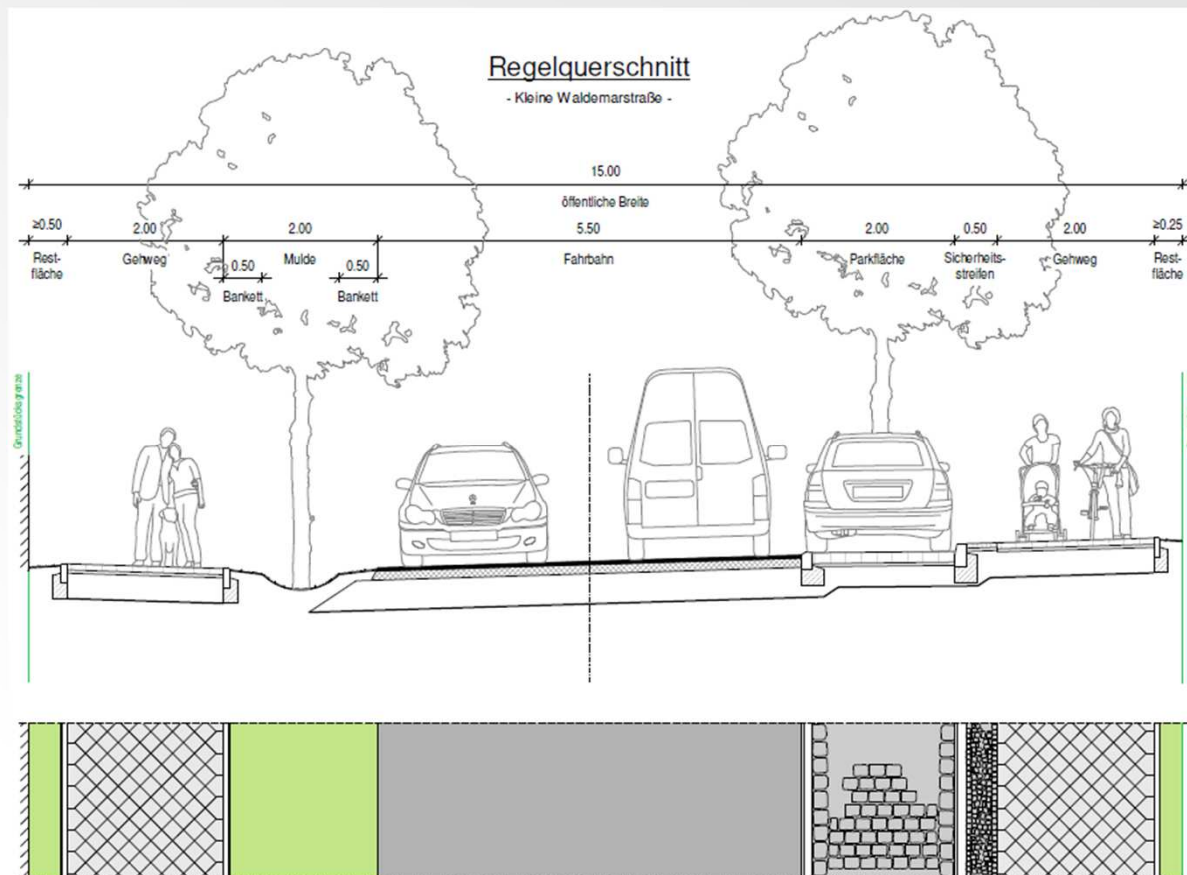 Regelquerschnitt
- Kleine Waldemarstraße -
15.00
öffentliche Breite
≥0.50
2.00
2.00
5.50
2.00
0.50
2.00
≥0.25
Rest-
fläche
Gehweg
0.50
Mulde
0.50
Fahrbahn
Parkfläche
Sicherheits-
streifen
Gehweg
Rest-
fläche
Bankett
Bankett
Grundstücksgrenze